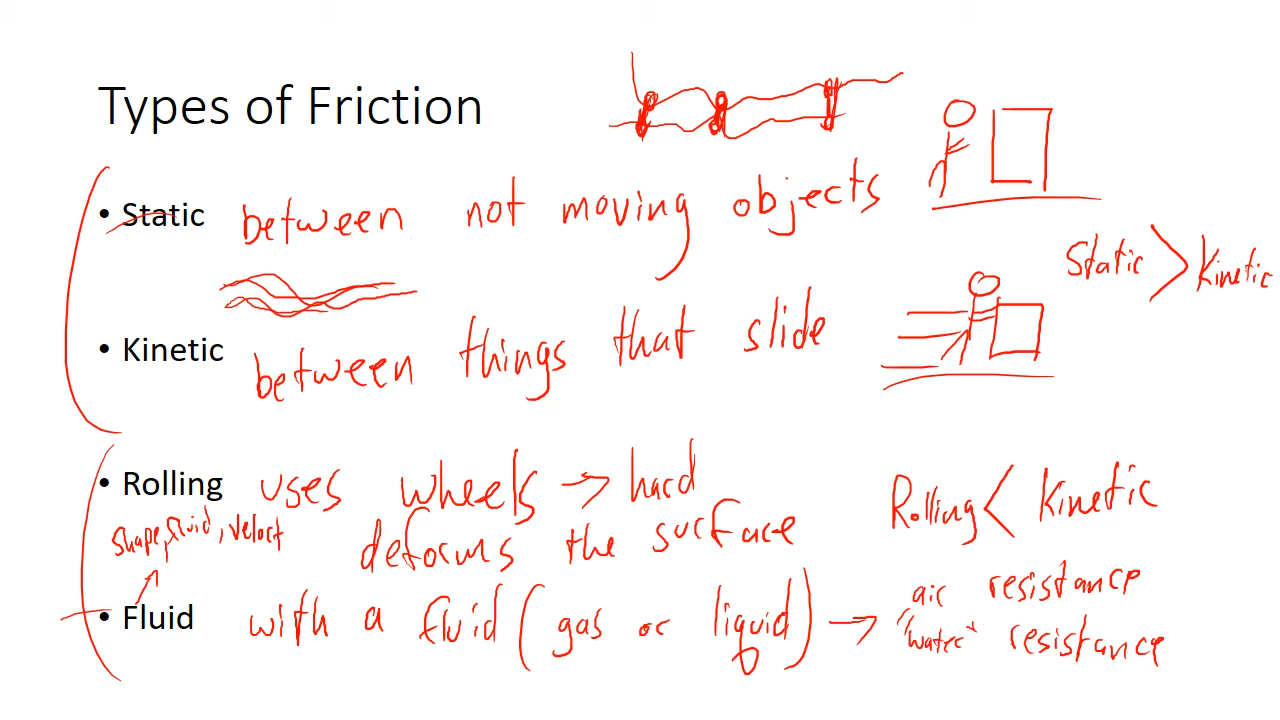 Types of Friction
• Static between not moving objects
Static > Kinetic
• Kinetic between things that slide
• Rolling uses wheels → hard
deforms the surface
Rolling < Kinetic
shape, fluid, velocit
• Fluid with a fluid (gas or liquid) → air resistance
"water" resistance